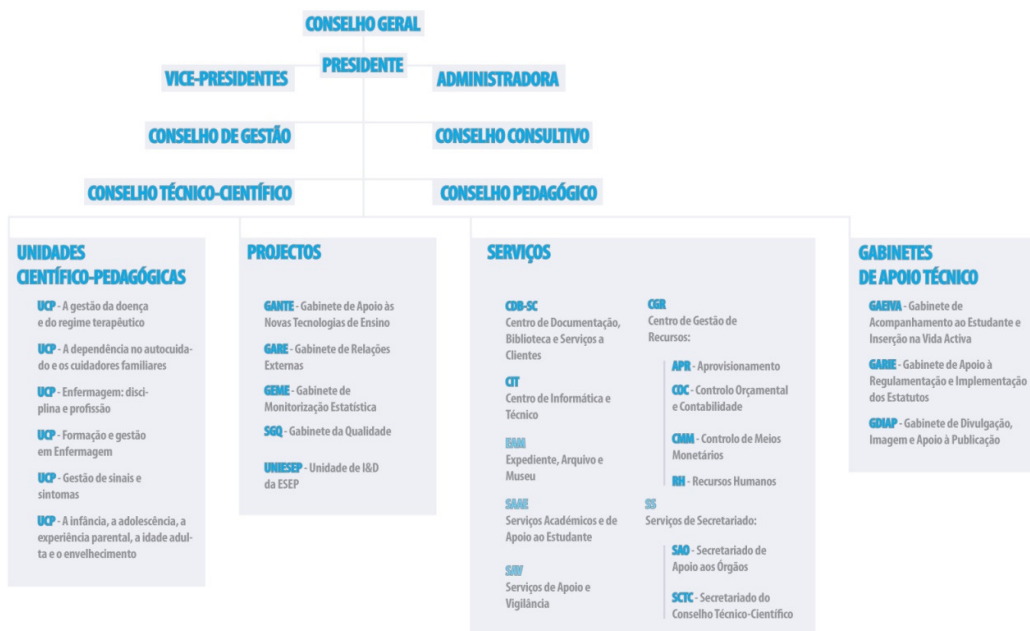 CONSELHO GERAL
PRESIDENTE
VICE-PRESIDENTES
ADMINISTRADORA
CONSELHO DE GESTÃO
CONSELHO CONSULTIVO
CONSELHO TÉCNICO-CIENTÍFICO
CONSELHO PEDAGÓGICO
UNIDADES
CIENTÍFICO-PEDAGÓGICAS
UCP - A gestão da doença
e do regime terapêutico
UCP - A dependência no autocuida-
do e os cuidadores familiares
UCP - Enfermagem: disci-
plina e profissão
UCP - Formação e gestão
em Enfermagem
UCP - Gestão de sinais e
sintomas
UCP - A infância, a adolescência, a
experiência parental, a idade adul-
ta e o envelhecimento
PROJECTOS
GANTE - Gabinete de Apoio às
Novas Tecnologias de Ensino
GARE - Gabinete de Relações
Externas
GEME - Gabinete de
Monitorização Estatística
SGQ - Gabinete da Qualidade
UNIESEP - Unidade de I&D
da ESEP
SERVIÇOS
CDB-SC
Centro de Documentação,
Biblioteca e Serviços a
Clientes
CIT
Centro de Informática e
Técnico
EAM
Expediente, Arquivo e
Museu
SAAE
Serviços Académicos e de
Apoio ao Estudante
SAV
Serviços de Apoio e
Vigilância
CGR
Centro de Gestão de
Recursos:
APR - Aprovisionamento
COC - Controlo Orçamental
e Contabilidade
CMM - Controlo de Meios
Monetários
RH - Recursos Humanos
SS
Serviços de Secretariado:
SAO - Secretariado de
Apoio aos Órgãos
SCTC - Secretariado do
Conselho Técnico-Científico
GABINETES
DE APOIO TÉCNICO
GAEIVA - Gabinete de
Acompanhamento ao Estudante e
Inserção na Vida Activa
GARIE - Gabinete de Apoio à
Regulamentação e Implementação
dos Estatutos
GDIAP - Gabinete de Divulgação,
Imagem e Apoio à Publicação